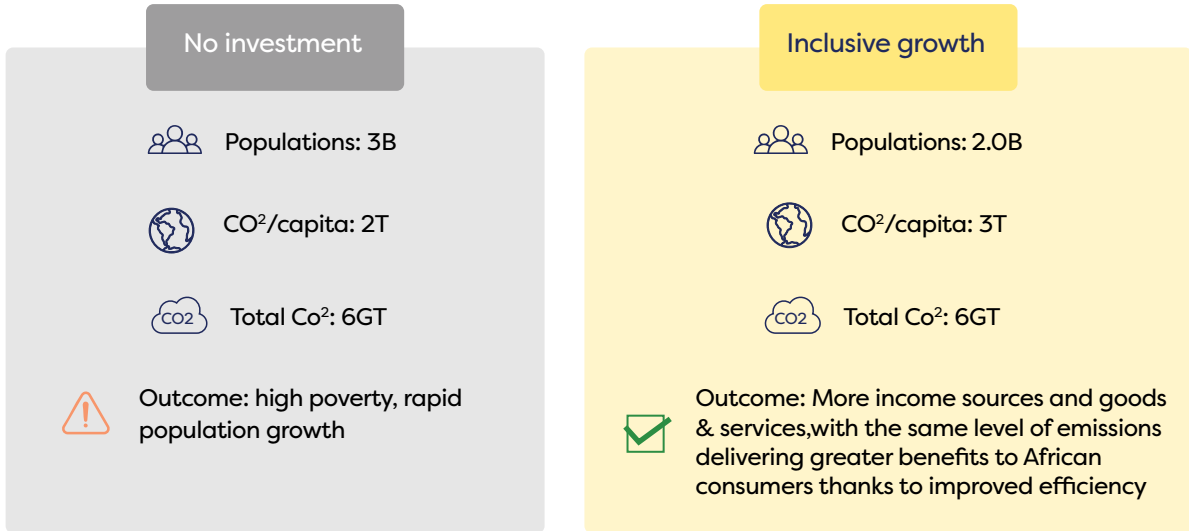 No investment
Populations: 3B
CO²/capita: 2T
CO2
Total Co²: 6GT
Outcome: high poverty, rapid
population growth
Inclusive growth
Populations: 2.0B
CO²/capita: 3T
CO2
Total Co²: 6GT
Outcome: More income sources and goods
& services,with the same level of emissions
delivering greater benefits to African
consumers thanks to improved efficiency